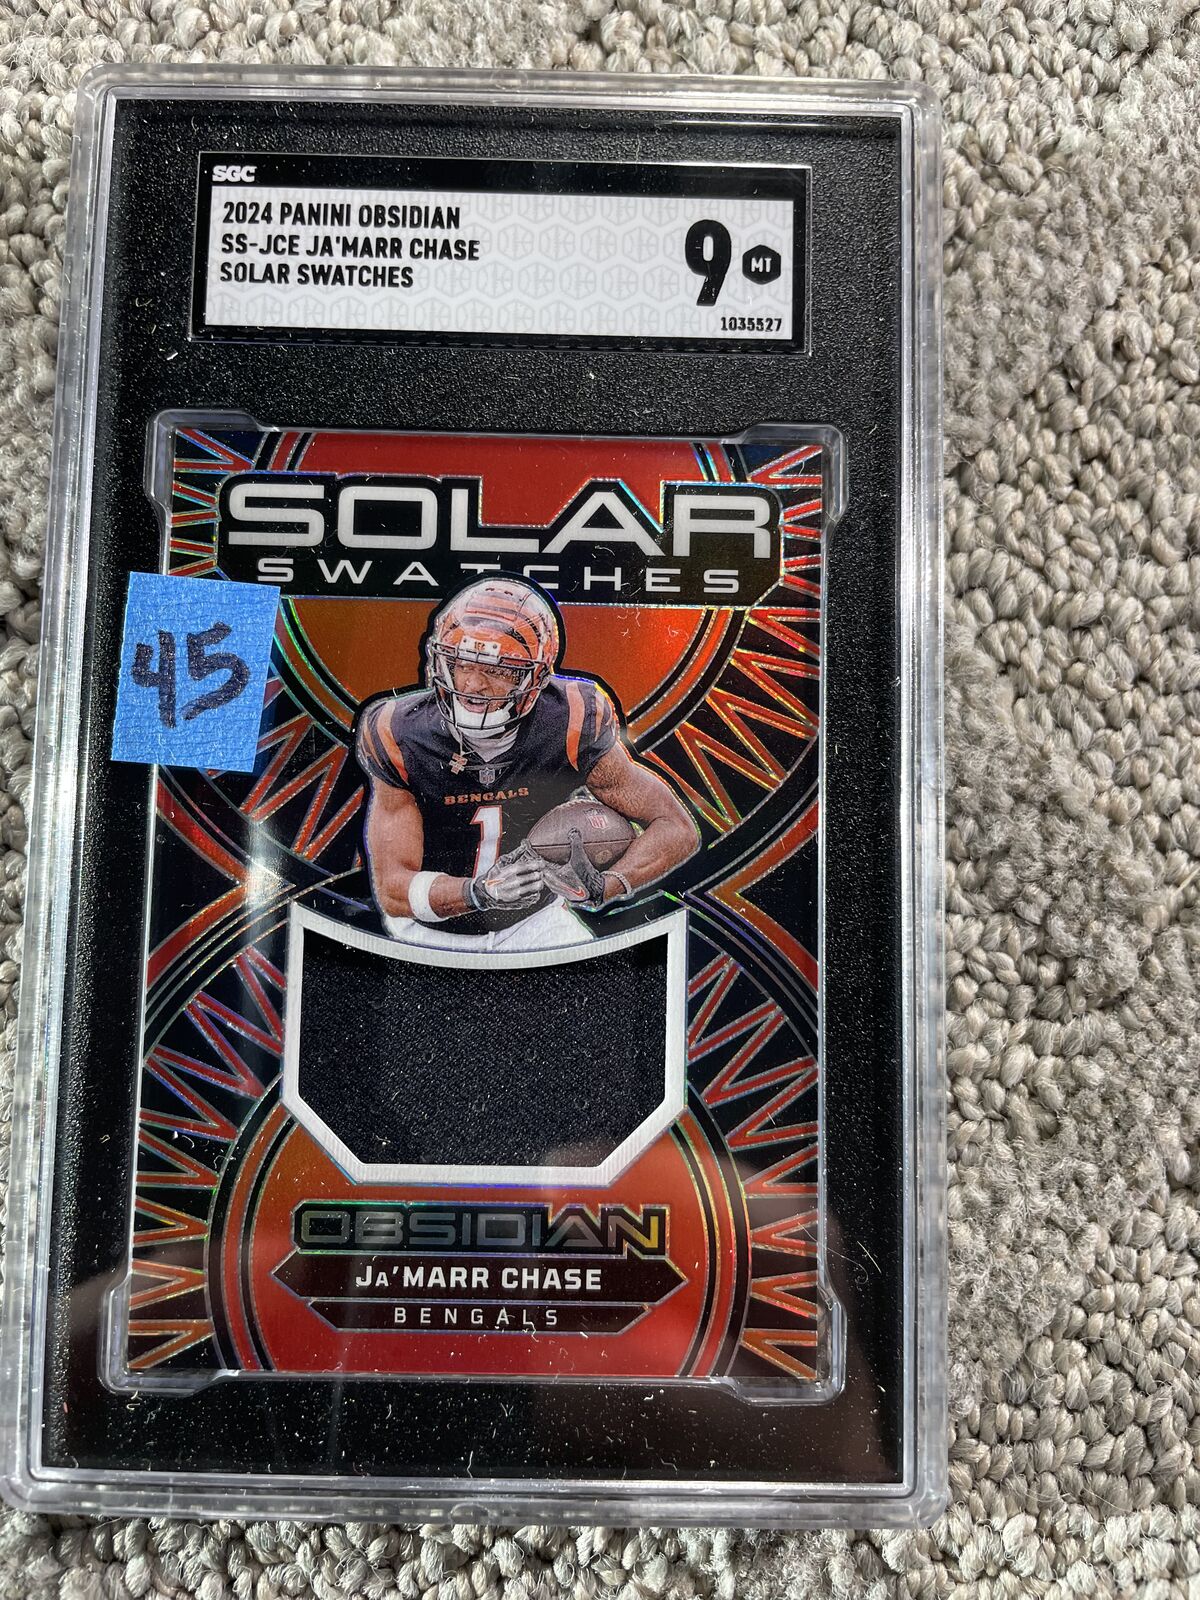 SGC
2024 PANINI OBSIDIAN
SS-JCE JA'MARR CHASE
SOLAR SWATCHES
9 MT
1035527
SOLAR
SWATCHES
45
BENGALS
1
OBSIDIAN
JA'MARR CHASE
BENGALS